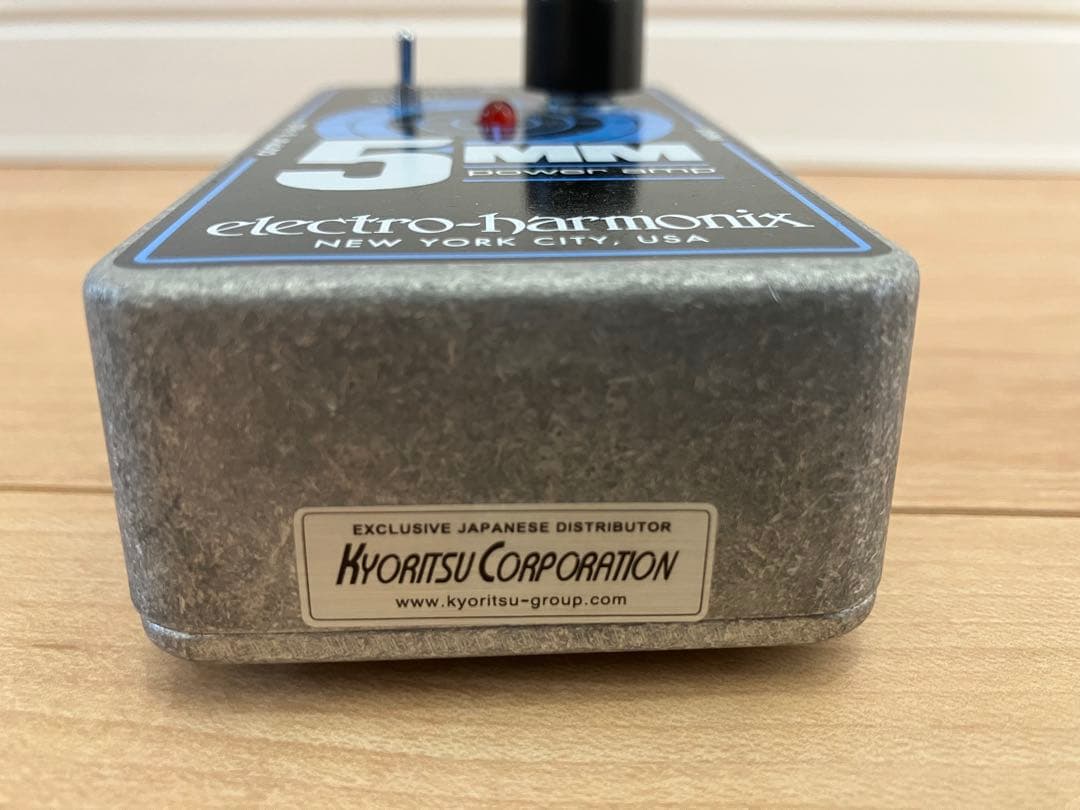 5MM
power amp
electro-harmonix
NEW YORK CITY, USA
EXCLUSIVE JAPANESE DISTRIBUTOR
KYORITSU CORPORATION
www.kyoritsu-group.com